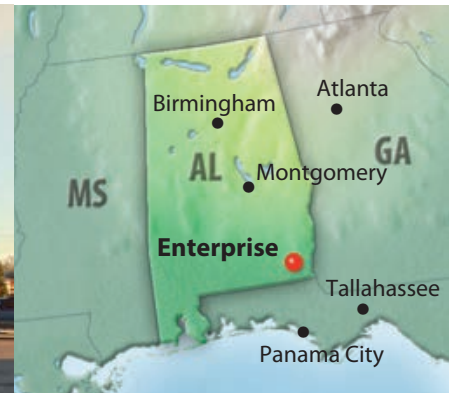 Atlanta
Birmingham
GA
AL
Montgomery
MS
Enterprise
Tallahassee
Panama City